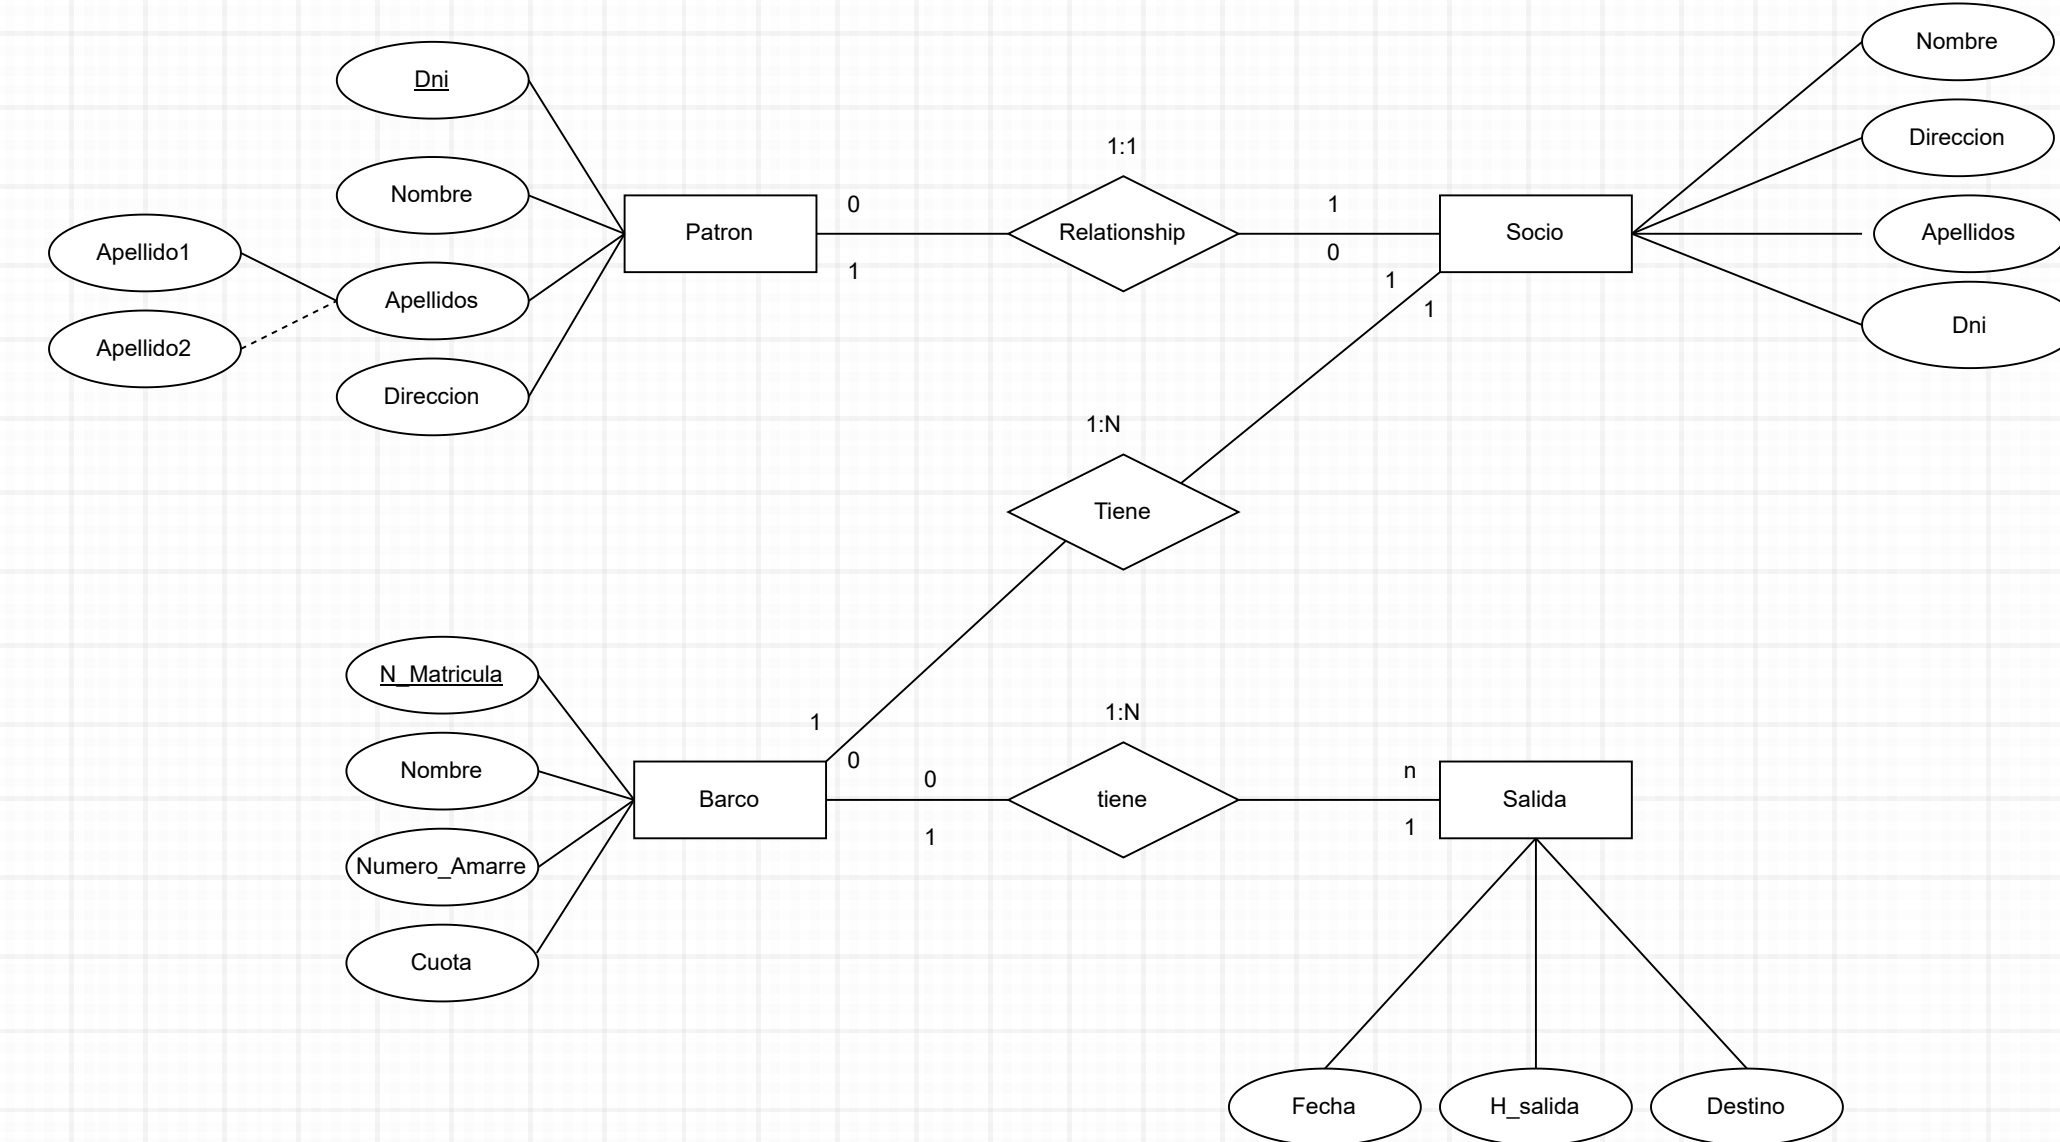 Nombre
Dni
Direccion
1:1
Nombre
0
1
Patron
Relationship
Socio
Apellidos
Apellido1
0
1
1
Apellidos
1
Dni
Apellido2
Direccion
1:N
Tiene
N_Matricula
1:N
1
0
Nombre
0
n
Barco
tiene
Salida
1
1
Numero_Amarre
Cuota
Fecha
H_salida
Destino